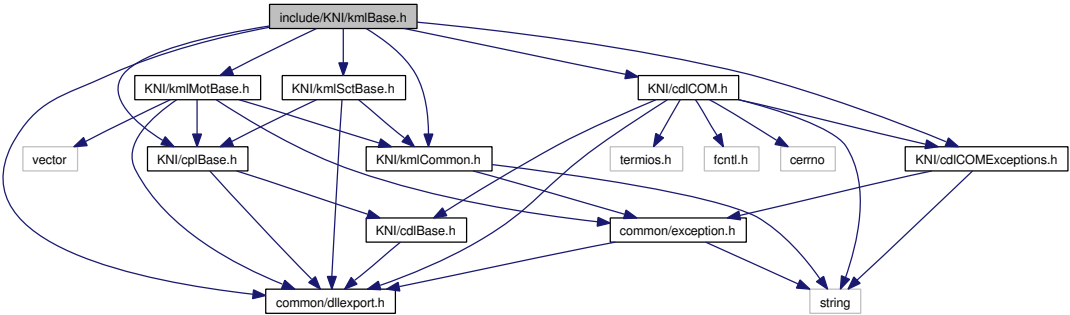 include/KNI/kmlBase.h
KNI/kmlMotBase.h
KNI/kmlSctBase.h
KNI/cdlCOM.h
vector
KNI/cplBase.h
KNI/kmlCommon.h
termios.h
fcntl.h
cerrno
KNI/cdlCOMExceptions.h
KNI/cdlBase.h
common/exception.h
common/dllexport.h
string